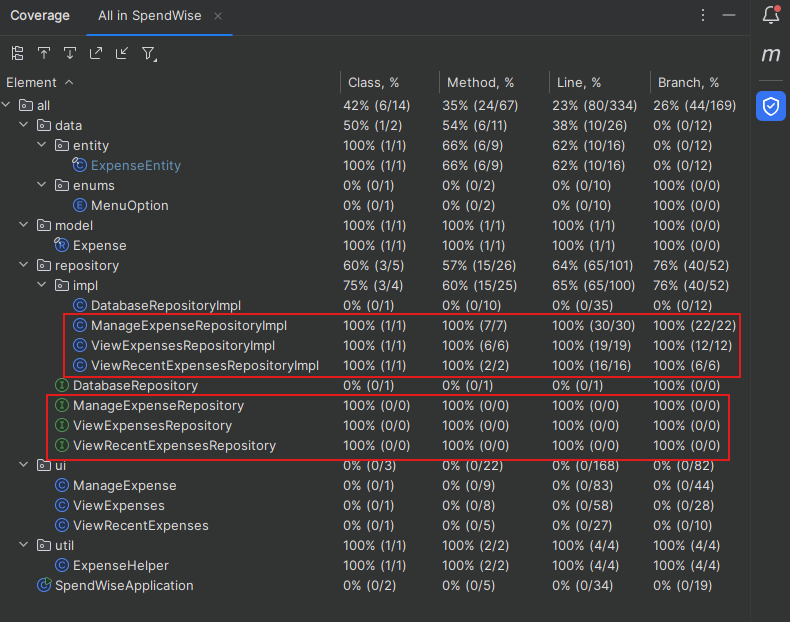 Coverage All in SpendWise
Element Class, % Method, % Line, % Branch, %
all 42% (6/14) 35% (24/67) 23% (80/334) 26% (44/169)
data 50% (1/2) 54% (6/11) 38% (10/26) 0% (0/12)
entity 100% (1/1) 66% (6/9) 62% (10/16) 0% (0/12)
ExpenseEntity 100% (1/1) 66% (6/9) 62% (10/16) 0% (0/12)
enums 0% (0/1) 0% (0/2) 0% (0/10) 100% (0/0)
MenuOption 0% (0/1) 0% (0/2) 0% (0/10) 100% (0/0)
model 100% (1/1) 100% (1/1) 100% (1/1) 100% (0/0)
Expense 100% (1/1) 100% (1/1) 100% (1/1) 100% (0/0)
repository 60% (3/5) 57% (15/26) 64% (65/101) 76% (40/52)
impl 75% (3/4) 60% (15/25) 65% (65/100) 76% (40/52)
DatabaseRepositoryImpl 0% (0/1) 0% (0/10) 0% (0/35) 0% (0/12)
ManageExpenseRepositoryImpl 100% (1/1) 100% (7/7) 100% (30/30) 100% (22/22)
ViewExpensesRepositoryImpl 100% (1/1) 100% (6/6) 100% (19/19) 100% (12/12)
ViewRecentExpensesRepositoryImpl 100% (1/1) 100% (2/2) 100% (16/16) 100% (6/6)
DatabaseRepository 0% (0/1) 0% (0/1) 0% (0/1) 100% (0/0)
ManageExpenseRepository 100% (0/0) 100% (0/0) 100% (0/0) 100% (0/0)
ViewExpensesRepository 100% (0/0) 100% (0/0) 100% (0/0) 100% (0/0)
ViewRecentExpensesRepository 100% (0/0) 100% (0/0) 100% (0/0) 100% (0/0)
ui 0% (0/3) 0% (0/22) 0% (0/168) 0% (0/82)
ManageExpense 0% (0/1) 0% (0/9) 0% (0/83) 0% (0/44)
ViewExpenses 0% (0/1) 0% (0/8) 0% (0/58) 0% (0/28)
ViewRecentExpenses 0% (0/1) 0% (0/5) 0% (0/27) 0% (0/10)
util 100% (1/1) 100% (2/2) 100% (4/4) 100% (4/4)
ExpenseHelper 100% (1/1) 100% (2/2) 100% (4/4) 100% (4/4)
SpendWiseApplication 0% (0/2) 0% (0/5) 0% (0/34) 0% (0/19)
m